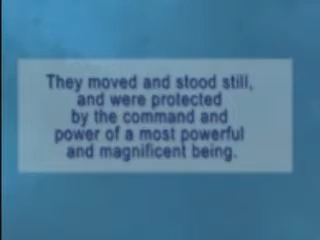 They moved and stood still,
and were protected
by the command and
power of a most powerful
and magnificent being.